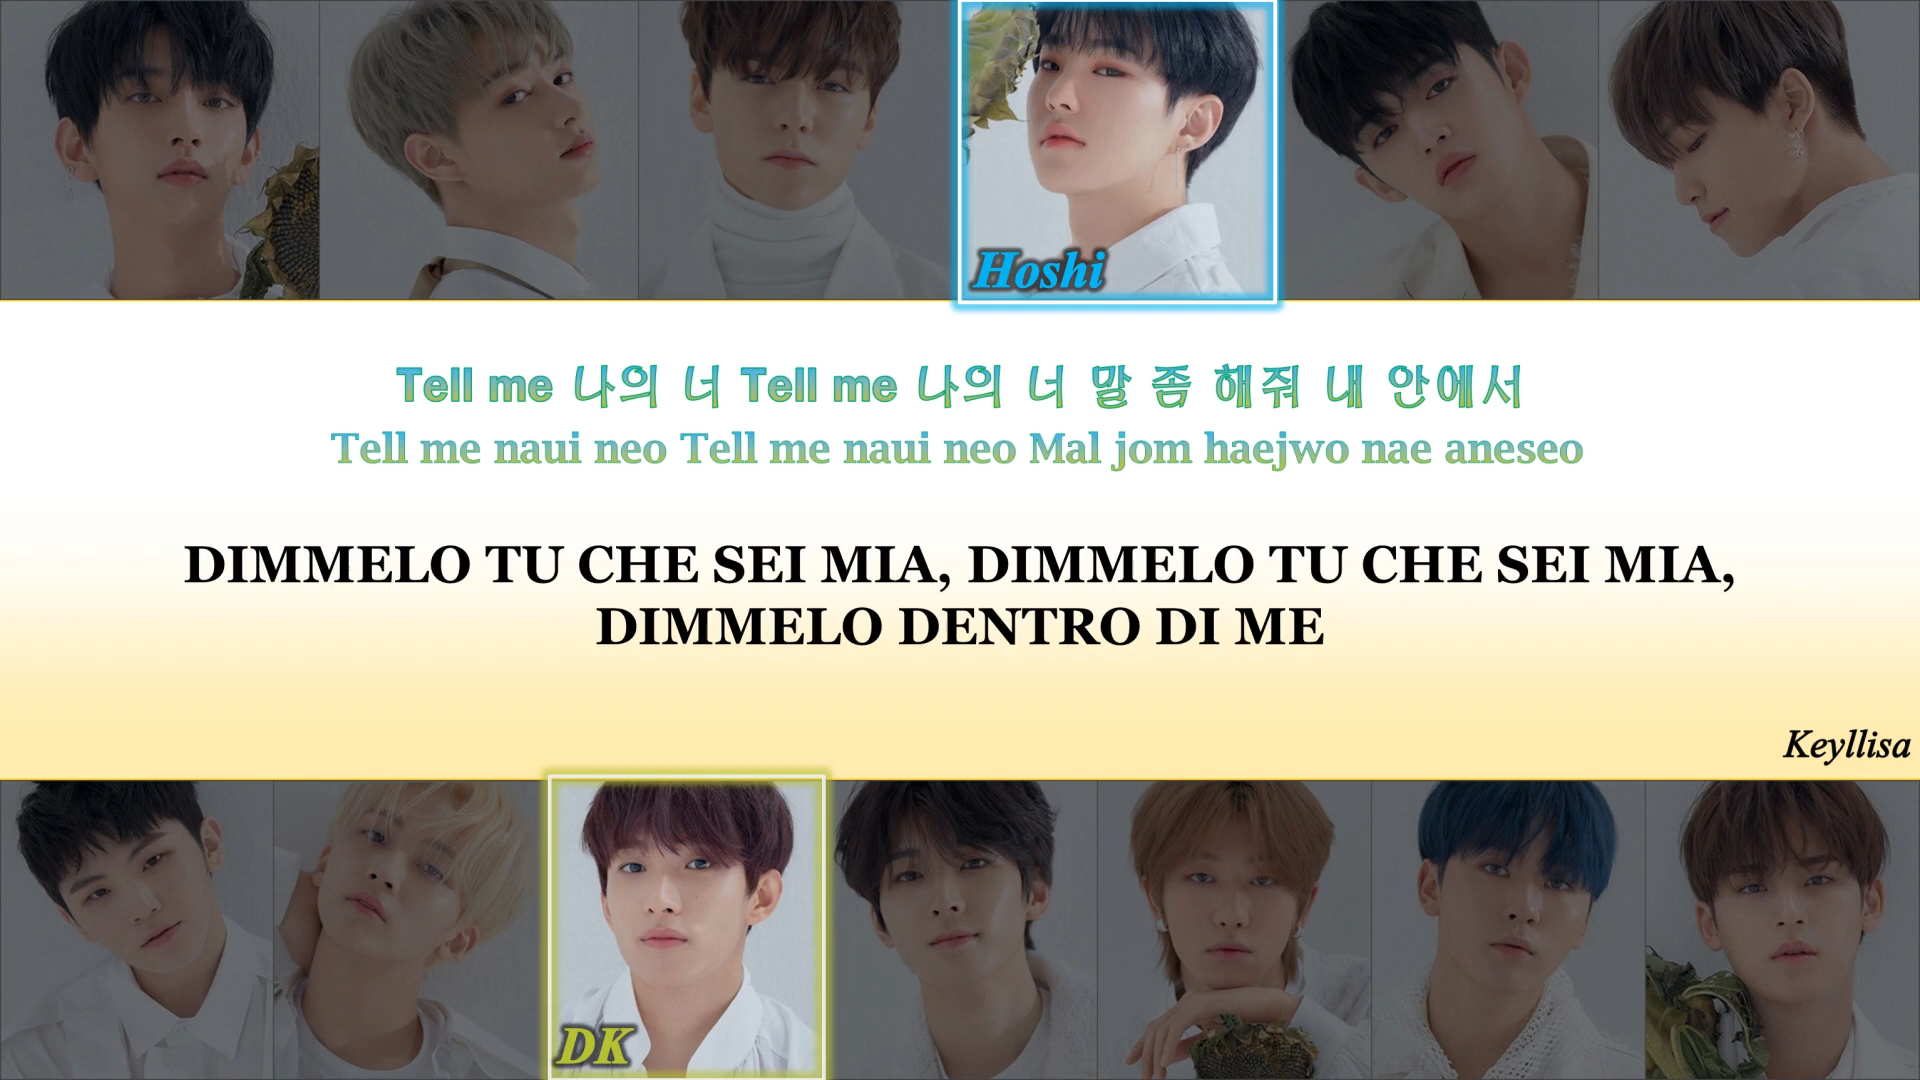 Hoshi
Tell me 나의 너 Tell me 나의 너 말 좀 해줘 내 안에서
Tell me naui neo Tell me naui neo Mal jom haejwo nae aneseo
DIMMELO TU CHE SEI MIA, DIMMELO TU CHE SEI MIA,
DIMMELO DENTRO DI ME
Keyllisa
DK